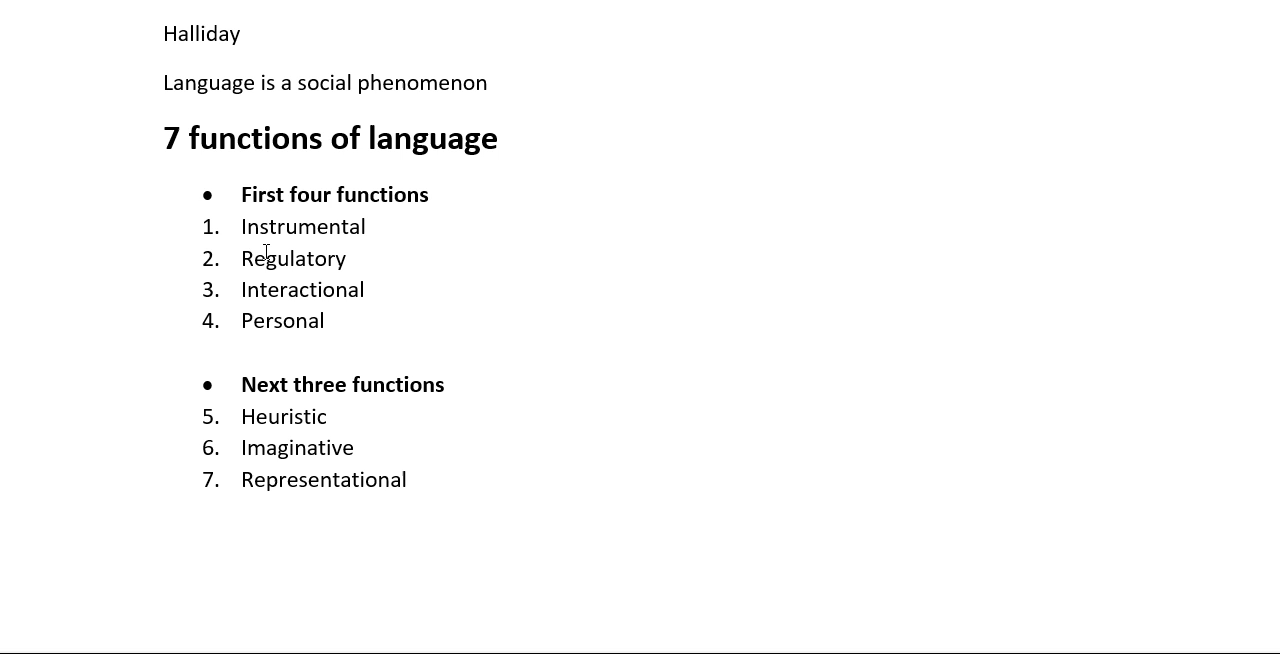 Halliday
Language is a social phenomenon
7 functions of language
• First four functions
1. Instrumental
2. Regulatory
3. Interactional
4. Personal
• Next three functions
5. Heuristic
6. Imaginative
7. Representational